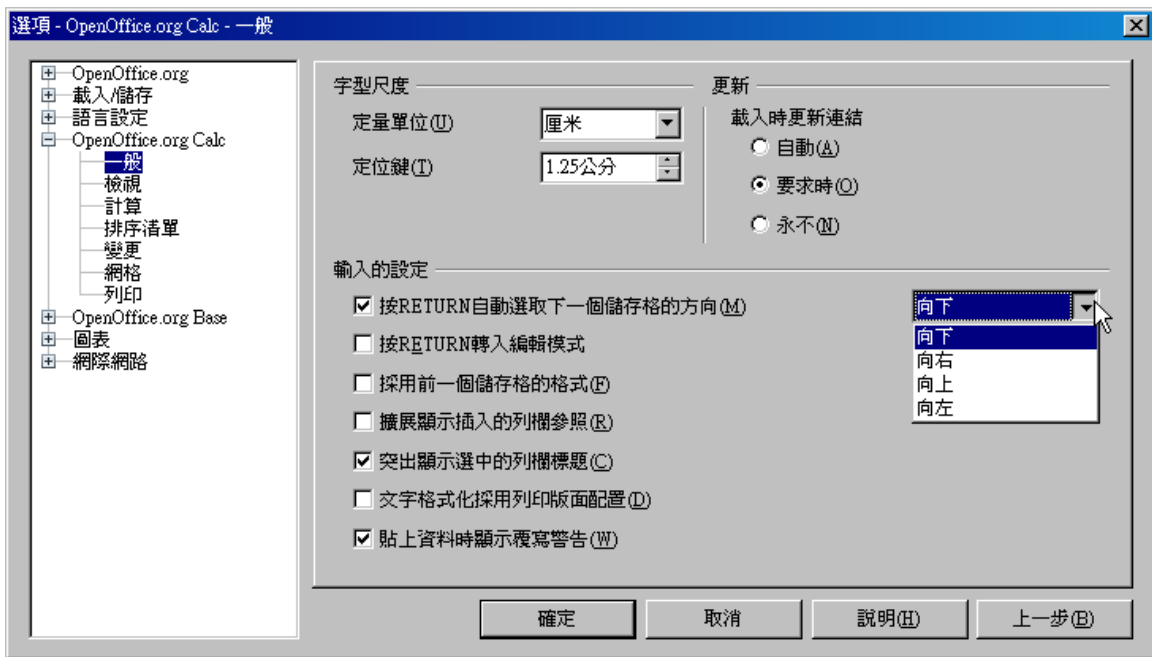 選項 - OpenOffice.org Calc - 一般
OpenOffice.org
載入/儲存
語言設定
OpenOffice.org Calc
一般
檢視
計算
排序清單
變更
網格
列印
OpenOffice.org Base
圖表
網際網路
字型尺度
定量單位(U)
厘米
定位鍵(T)
1.25公分
更新
載入時更新連結
自動(A)
要求時(O)
永不(N)
輸入的設定
按RETURN自動選取下一個儲存格的方向(M)
向下
向下
向右
向上
向左
按RETURN轉入編輯模式
採用前一個儲存格的格式(F)
擴展顯示插入的列欄參照(R)
突出顯示選中的列欄標題(C)
文字格式化採用列印版面配置(D)
貼上資料時顯示覆寫警告(W)
確定
取消
說明(H)
上一步(B)